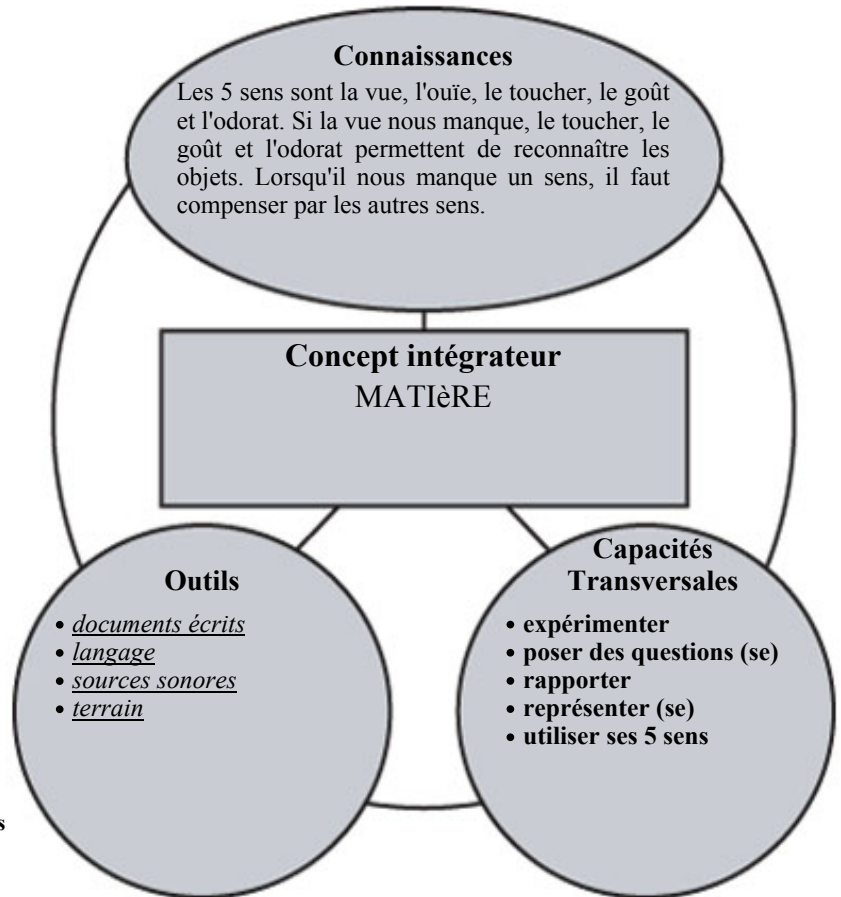 Connaissances
Les 5 sens sont la vue, l'ouïe, le toucher, le goût
et l'odorat. Si la vue nous manque, le toucher, le
goût et l'odorat permettent de reconnaître les
objets. Lorsqu'il nous manque un sens, il faut
compenser par les autres sens.
Concept intégrateur
MATIèRE
Outils
• documents écrits
• langage
• sources sonores
• terrain
Capacités
Transversales
• expérimenter
• poser des questions (se)
• rapporter
• représenter (se)
• utiliser ses 5 sens
s